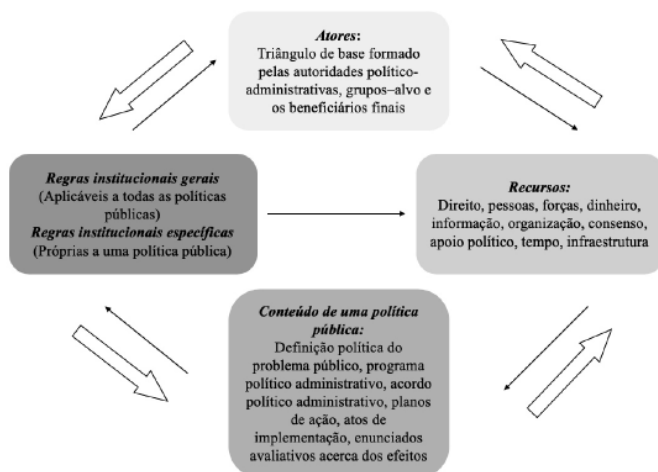 Atores:
Triângulo de base formado
pelas autoridades político-
administrativas, grupos–alvo e
os beneficiários finais
Regras institucionais gerais
(Aplicáveis a todas as políticas
públicas)
Regras institucionais específicas
(Próprias a uma política pública)
Recursos:
Direito, pessoas, forças, dinheiro,
informação, organização, consenso,
apoio político, tempo, infraestrutura
Conteúdo de uma política
pública:
Definição política do
problema público, programa
político administrativo, acordo
político administrativo, planos
de ação, atos de
implementação, enunciados
avaliativos acerca dos efeitos